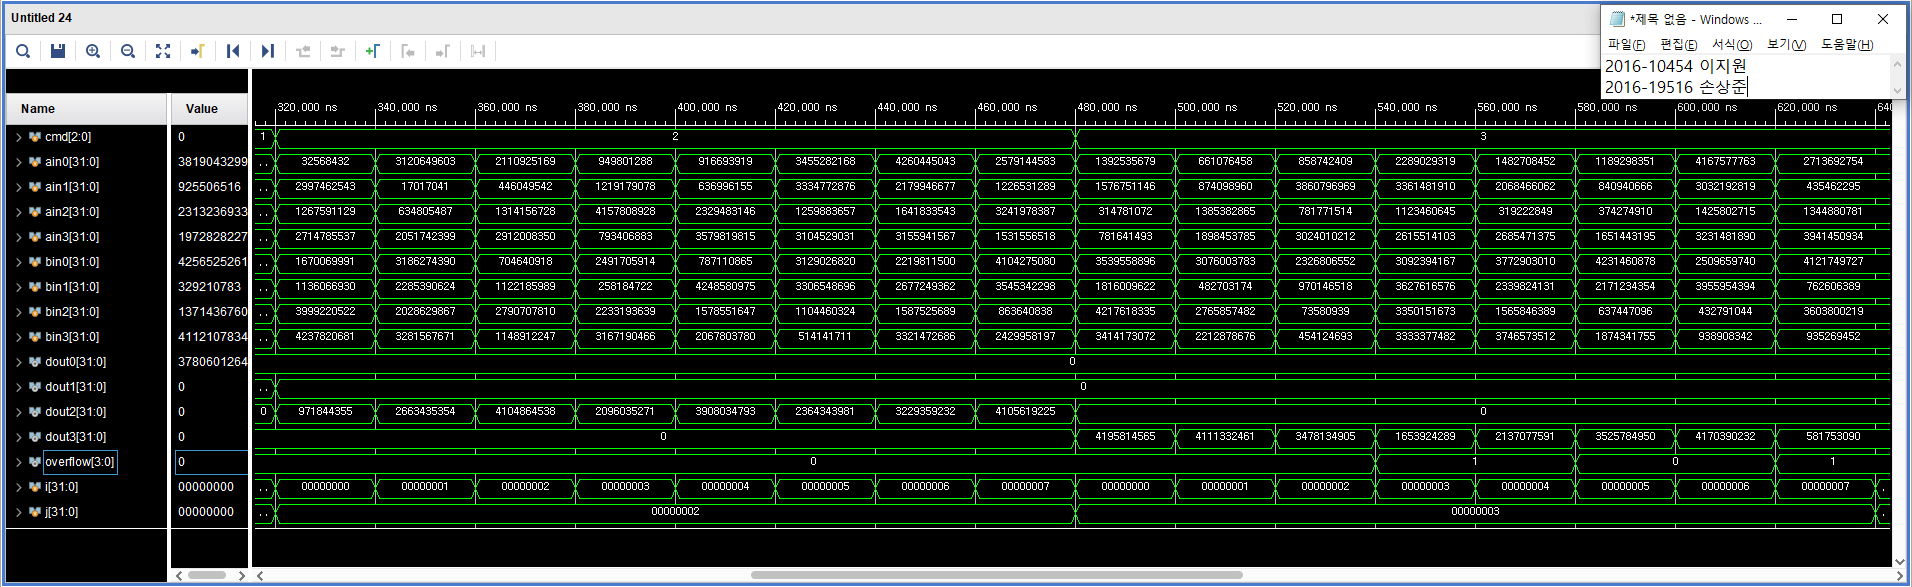 Untitled 24
*제목 없음 - Windows ...
파일(F) 편집(E) 서식(O) 보기(V) 도움말(H)
2016-10454 이지원
2016-19516 손상준
Name Value
320,000 ns 340,000 ns 360,000 ns 380,000 ns 400,000 ns 420,000 ns 440,000 ns 460,000 ns 480,000 ns 500,000 ns 520,000 ns 540,000 ns 560,000 ns 580,000 ns 600,000 ns 620,000 ns 640
cmd[2:0] 0 1 2 3
ain0[31:0] 3819043299 .. 32568432 3120649603 2110925169 949801288 916693919 3455282168 4260445043 2579144583 1392535679 661076458 858742409 2289029319 1482708452 1189298351 4167577763 2713692754
ain1[31:0] 925506516 .. 2997462543 17017041 446049542 1219179078 636996155 3334772876 2179946677 1226531289 1576751146 874098960 3860796969 3361481910 2068466062 840940666 3032192819 435462295
ain2[31:0] 2313236933 .. 1267591129 634805487 1314156728 4157808928 2329483146 1259883657 1641833543 3241978387 314781072 1385382865 781771514 1123460645 319222849 374274910 1425802715 1344880781
ain3[31:0] 1972828227 .. 2714785537 2051742399 2912008350 793406883 3579819815 3104529031 3155941567 1531556518 781641493 1898453785 3024010212 2615514103 2685471375 1651443195 3231481890 3941450934
bin0[31:0] 4256525261 .. 1670069991 3186274390 704640918 2491705914 787110865 3129026820 2219811500 4104275080 3539558896 3076003783 2326806552 3092394167 3772903010 4231460878 2509659740 4121749727
bin1[31:0] 329210783 .. 1136066930 2285390624 1122185989 258184722 4248580975 3306548696 2677249362 3545342298 1816009622 482703174 970146518 3627616576 2339824131 2171234354 3955954394 762606389
bin2[31:0] 1371436760 .. 3999220522 2028629867 2790707810 2233193639 1578551647 1104460324 1587525689 863640838 4217618335 2765857482 73580939 3350151673 1565846389 637447096 432791044 3603800219
bin3[31:0] 4112107834 .. 4237820681 3281567671 1148912247 3167190466 2067803780 514141711 3321472686 2429958197 3414173072 2212878676 454124693 3333377482 3746573512 1874341755 938908342 935269452
dout0[31:0] 3780601264 0
dout1[31:0] 0 .. 0
dout2[31:0] 0 0 971844355 2663435354 4104864538 2096035271 3908034793 2364343981 3229359232 4105619225 0
dout3[31:0] 0 0 4195814565 4111332461 3478134905 1653924289 2137077591 3525784950 4170390232 581753090
overflow[3:0] 0 0 1 0 1
i[31:0] 00000000 .. 00000000 00000001 00000002 00000003 00000004 00000005 00000006 00000007 00000000 00000001 00000002 00000003 00000004 00000005 00000006 00000007 .
j[31:0] 00000000 .. 00000002 00000003 .